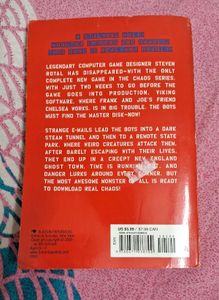 LEGENDARY COMPUTER GAME DESIGNER STEVEN
ROYAL HAS DISAPPEARED–WITH THE ONLY
COMPLETE NEW GAME IN THE CHAOS SERIES.
WITH JUST TWO WEEKS TO GO BEFORE THE
GAME GOES INTO PRODUCTION, VIKING
SOFTWARE, WHERE FRANK AND JOE'S FRIEND
CHELSEA WORKS, IS IN BIG TROUBLE. THE BOYS
MUST FIND THE MASTER DISK–NOW!
STRANGE E-MAILS LEAD THE BOYS INTO A DARK
STEAM TUNNEL, AND THEN TO A REMOTE STATE
PARK, WHERE WEIRD CREATURES ATTACK THEM.
AFTER BARELY ESCAPING WITH THEIR LIVES,
THEY END UP IN A CREEPY NEW ENGLAND
GHOST TOWN. TIME IS RUNNING OUT, AND
DANGER LURKS AROUND EVERY CORNER. BUT
THE MOST AWESOME MONSTER OF ALL IS READY
TO DOWNLOAD REAL CHAOS!